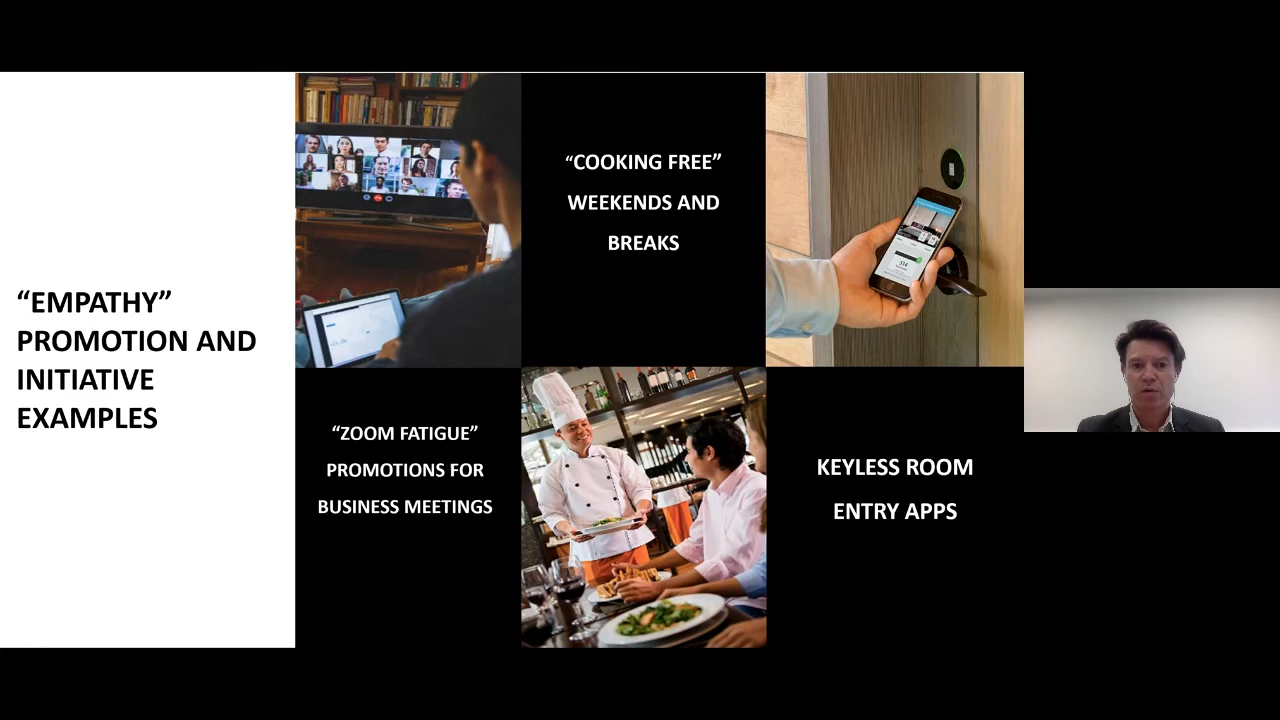 “EMPATHY”
PROMOTION AND
INITIATIVE
EXAMPLES
“COOKING FREE”
WEEKENDS AND
BREAKS
“ZOOM FATIGUE”
PROMOTIONS FOR
BUSINESS MEETINGS
KEYLESS ROOM
ENTRY APPS